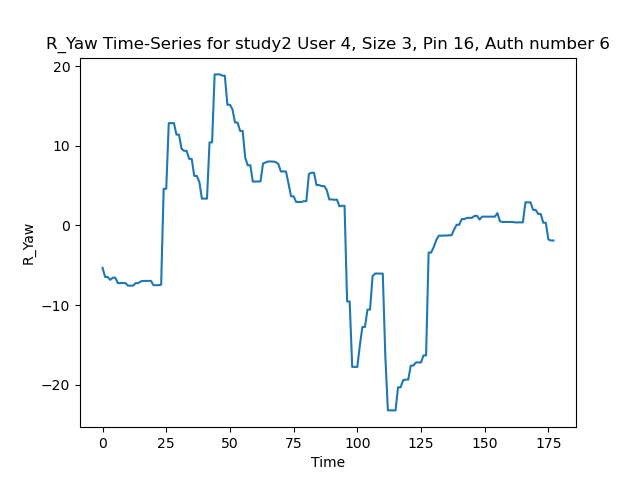 R_Yaw Time-Series for study2 User 4, Size 3, Pin 16, Auth number 6
20
10
0
−10
−20
R_Yaw
0 25 50 75 100 125 150 175
Time